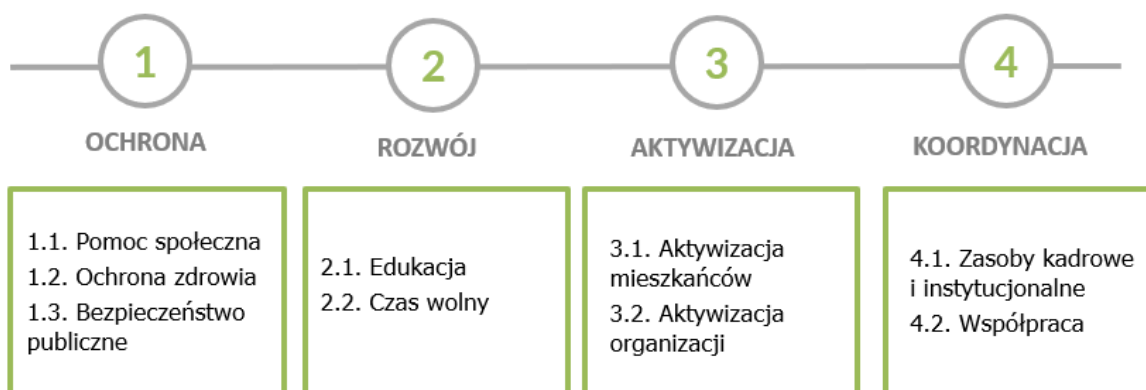 1
2
3
4
OCHRONA
ROZWÓJ
AKTYWIZACJA
KOORDYNACJA
1.1. Pomoc społeczna
1.2. Ochrona zdrowia
1.3. Bezpieczeństwo
publiczne
2.1. Edukacja
2.2. Czas wolny
3.1. Aktywizacja
mieszkańców
3.2. Aktywizacja
organizacji
4.1. Zasoby kadrowe
i instytucjonalne
4.2. Współpraca